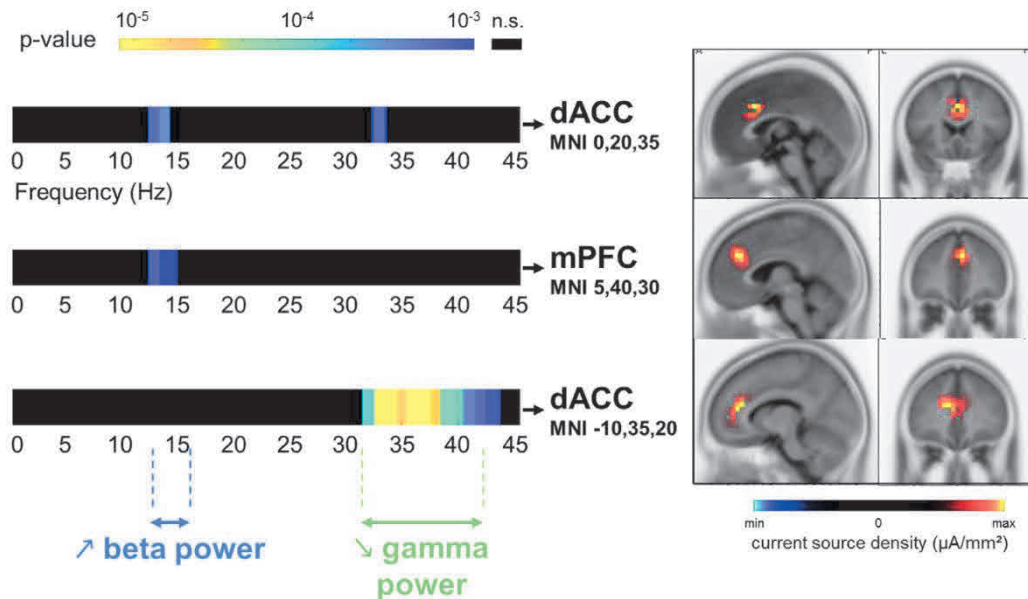 p-value
10-5 10-4 10-3 n.s.
dACC
MNI 0,20,35
0 5 10 15 20 25 30 35 40 45
Frequency (Hz)
mPFC
MNI 5,40,30
0 5 10 15 20 25 30 35 40 45
dACC
MNI -10,35,20
0 5 10 15 20 25 30 35 40 45
↗ beta power
↘ gamma
power
min 0 max
current source density (µA/mm²)